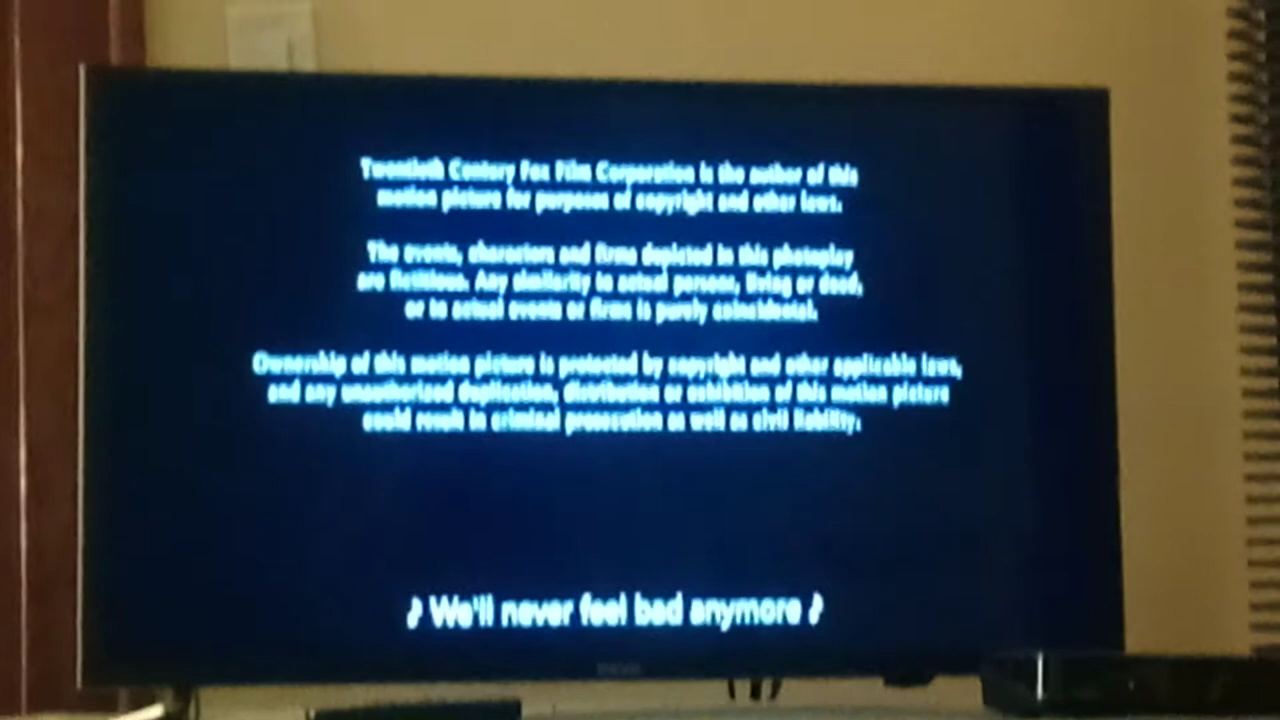 Twentieth Century Fox Film Corporation is the author of this
motion picture for purposes of copyright and other laws.
The events, characters and firms depicted in this photoplay
are fictitious. Any similarity to actual persons, living or dead,
or to actual events or firms is purely coincidental.
Ownership of this motion picture is protected by copyright and other applicable laws,
and any unauthorized duplication, distribution or exhibition of this motion picture
could result in criminal prosecution as well as civil liability.
♪ We'll never feel bad anymore ♪